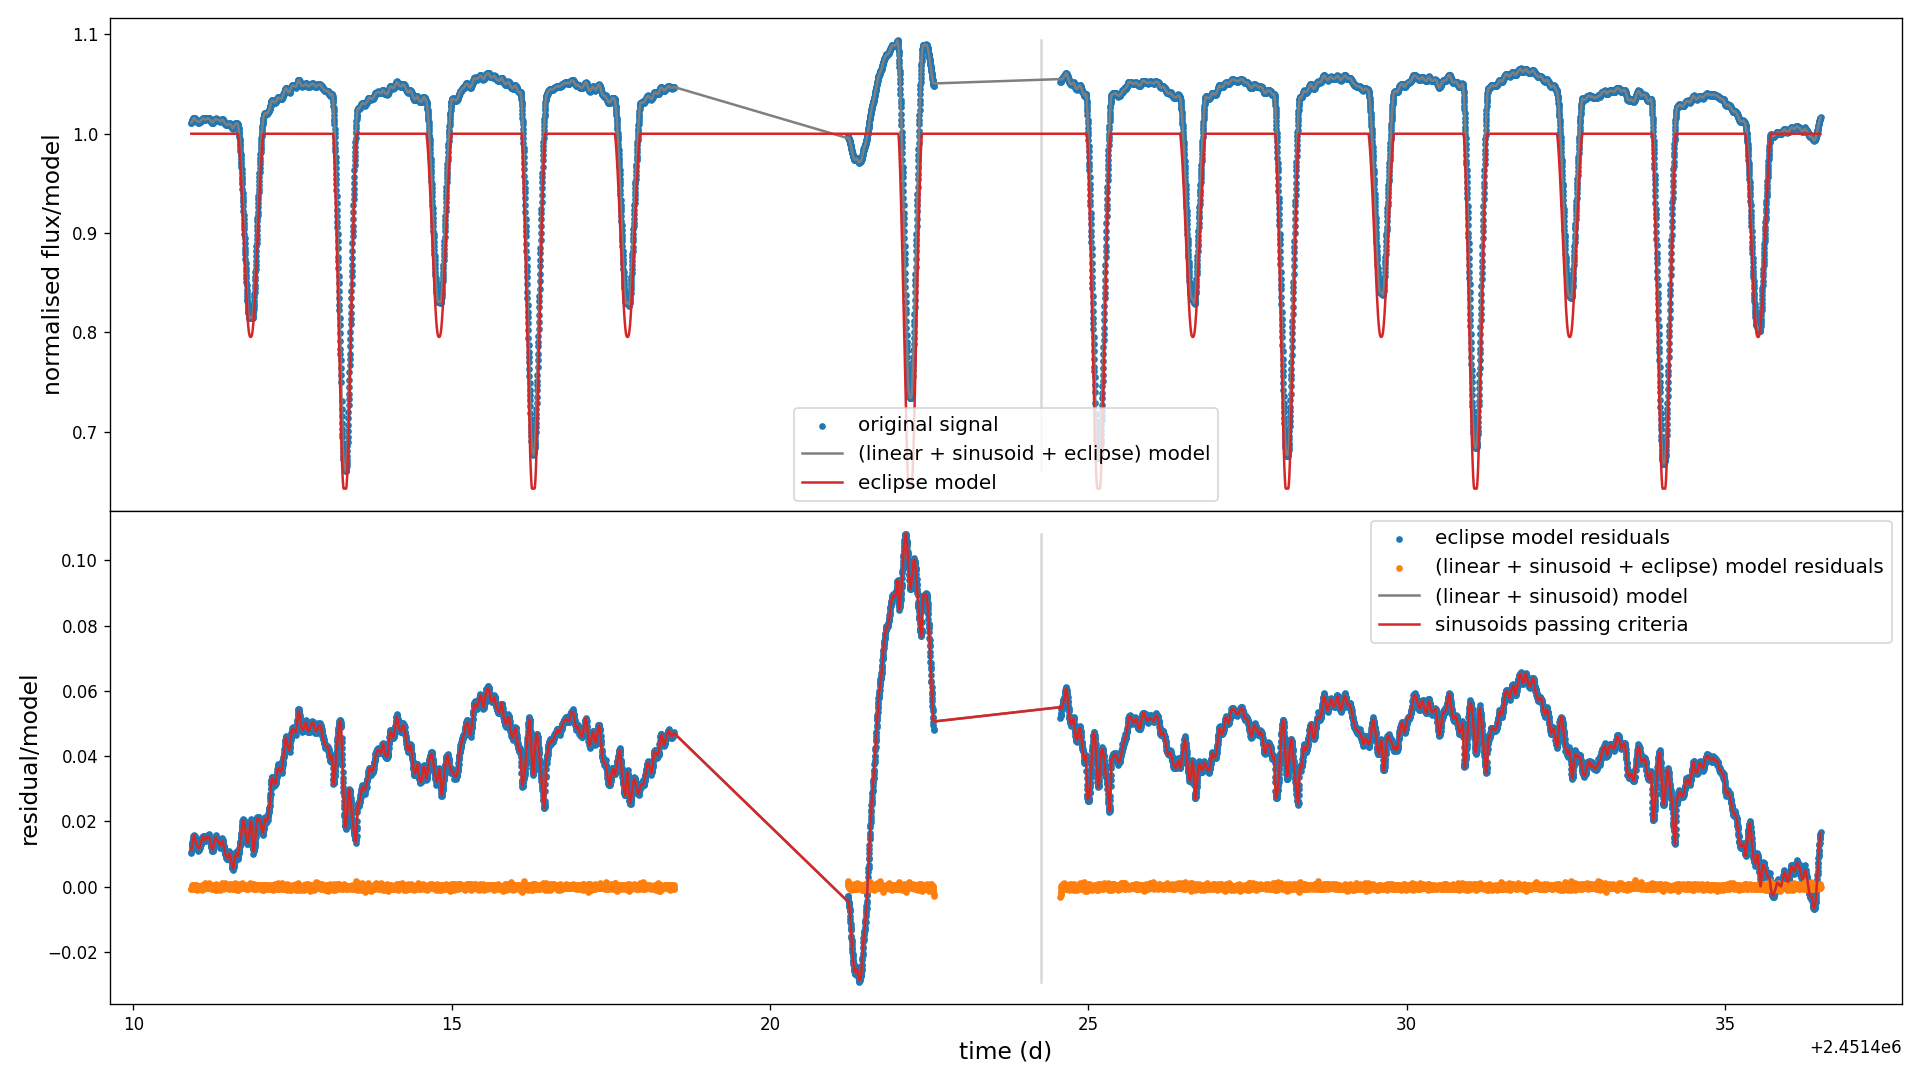 1.1
1.0
0.9
0.8
0.7
normalised flux/model
original signal
(linear + sinusoid + eclipse) model
eclipse model
0.10
0.08
0.06
0.04
0.02
0.00
−0.02
residual/model
eclipse model residuals
(linear + sinusoid + eclipse) model residuals
(linear + sinusoid) model
sinusoids passing criteria
10 15 20 25 30 35
time (d)
+2.4514e6